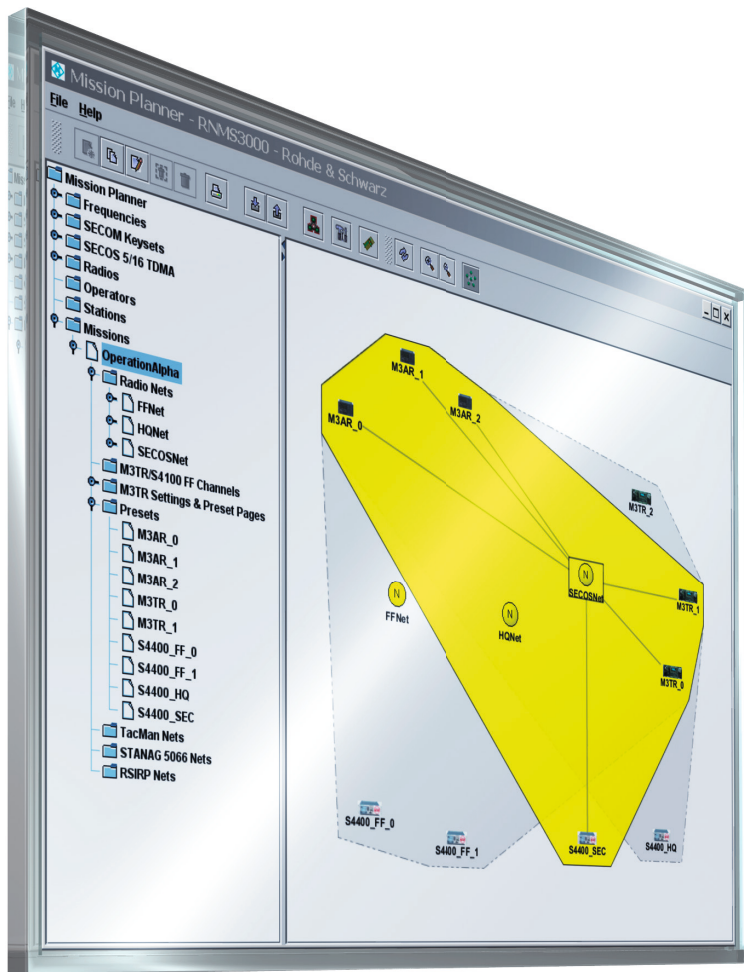 Mission Planner - RNMS3000 - Rohde & Schwarz
File Help
Mission Planner
Frequencies
SECOM Keysets
SECOS 5/16 TDMA
Radios
Operators
Stations
Missions
OperationAlpha
Radio Nets
FFNet
HQNet
SECOSNet
M3TR/S4100 FF Channels
M3TR Settings & Preset Pages
Presets
M3AR_0
M3AR_1
M3AR_2
M3TR_0
M3TR_1
S4400_FF_0
S4400_FF_1
S4400_HQ
S4400_SEC
TacMan Nets
STANAG 5066 Nets
RSIRP Nets
M3AR_1
M3AR_2
M3AR_0
M3TR_2
N
SECOSNet
N
FFNet
N
HQNet
M3TR_1
M3TR_0
S4400_FF_0
S4400_FF_1
S4400_SEC
S4400_HQ